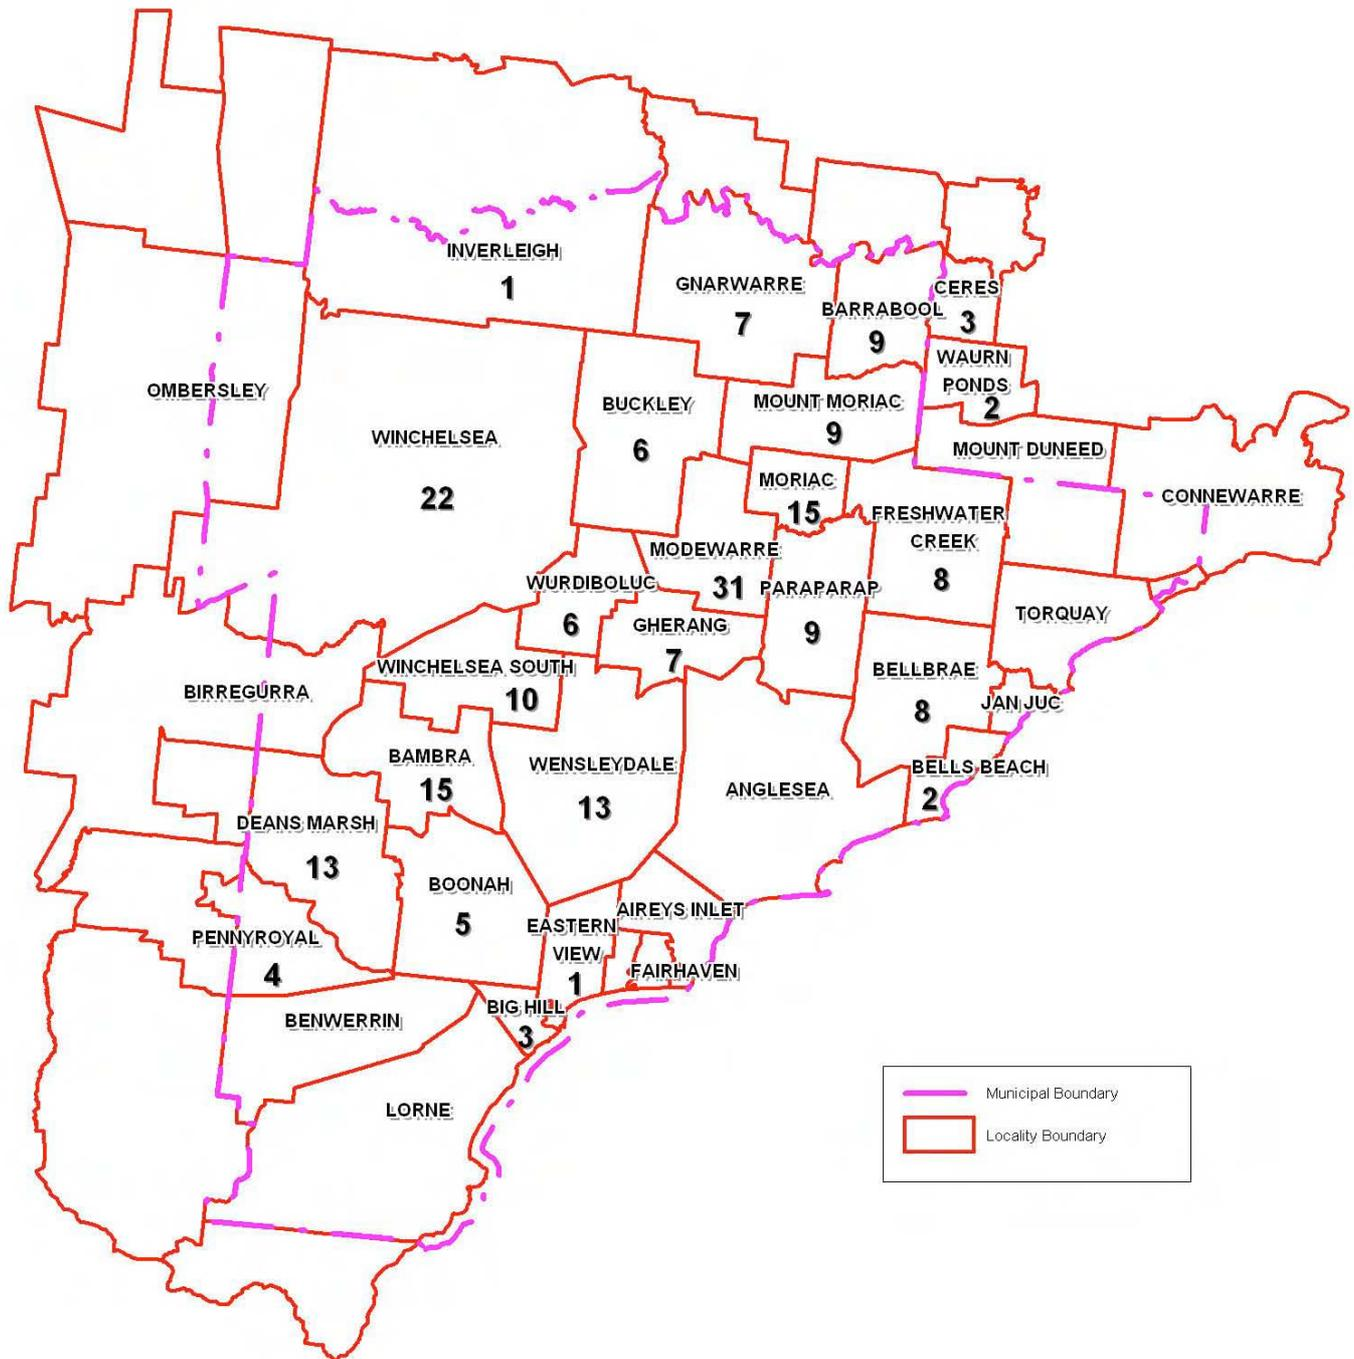 INVERLEIGH
1
GNARWARRE
7
BARRABOOL
9
CERES
3
WAURN
PONDS
2
OMBERSLEY
BUCKLEY
6
MOUNT MORIAC
9
WINCHELSEA
22
MOUNT DUNEED
MORIAC
15
CONNEWARRE
FRESHWATER
CREEK
8
MODEWARRE
31
WURDIBOLUC
6
PARAPARAP
9
TORQUAY
GHERANG
7
WINCHELSEA SOUTH
10
BELLBRAE
8
BIRREGURRA
JAN JUC
BAMBRA
15
WENSLEYDALE
13
BELLS BEACH
2
ANGLESEA
DEANS MARSH
13
BOONAH
5
AIREYS INLET
EASTERN
VIEW
1
PENNYROYAL
4
FAIRHAVEN
BIG HILL
3
BENWERRIN
LORNE
Municipal Boundary
Locality Boundary